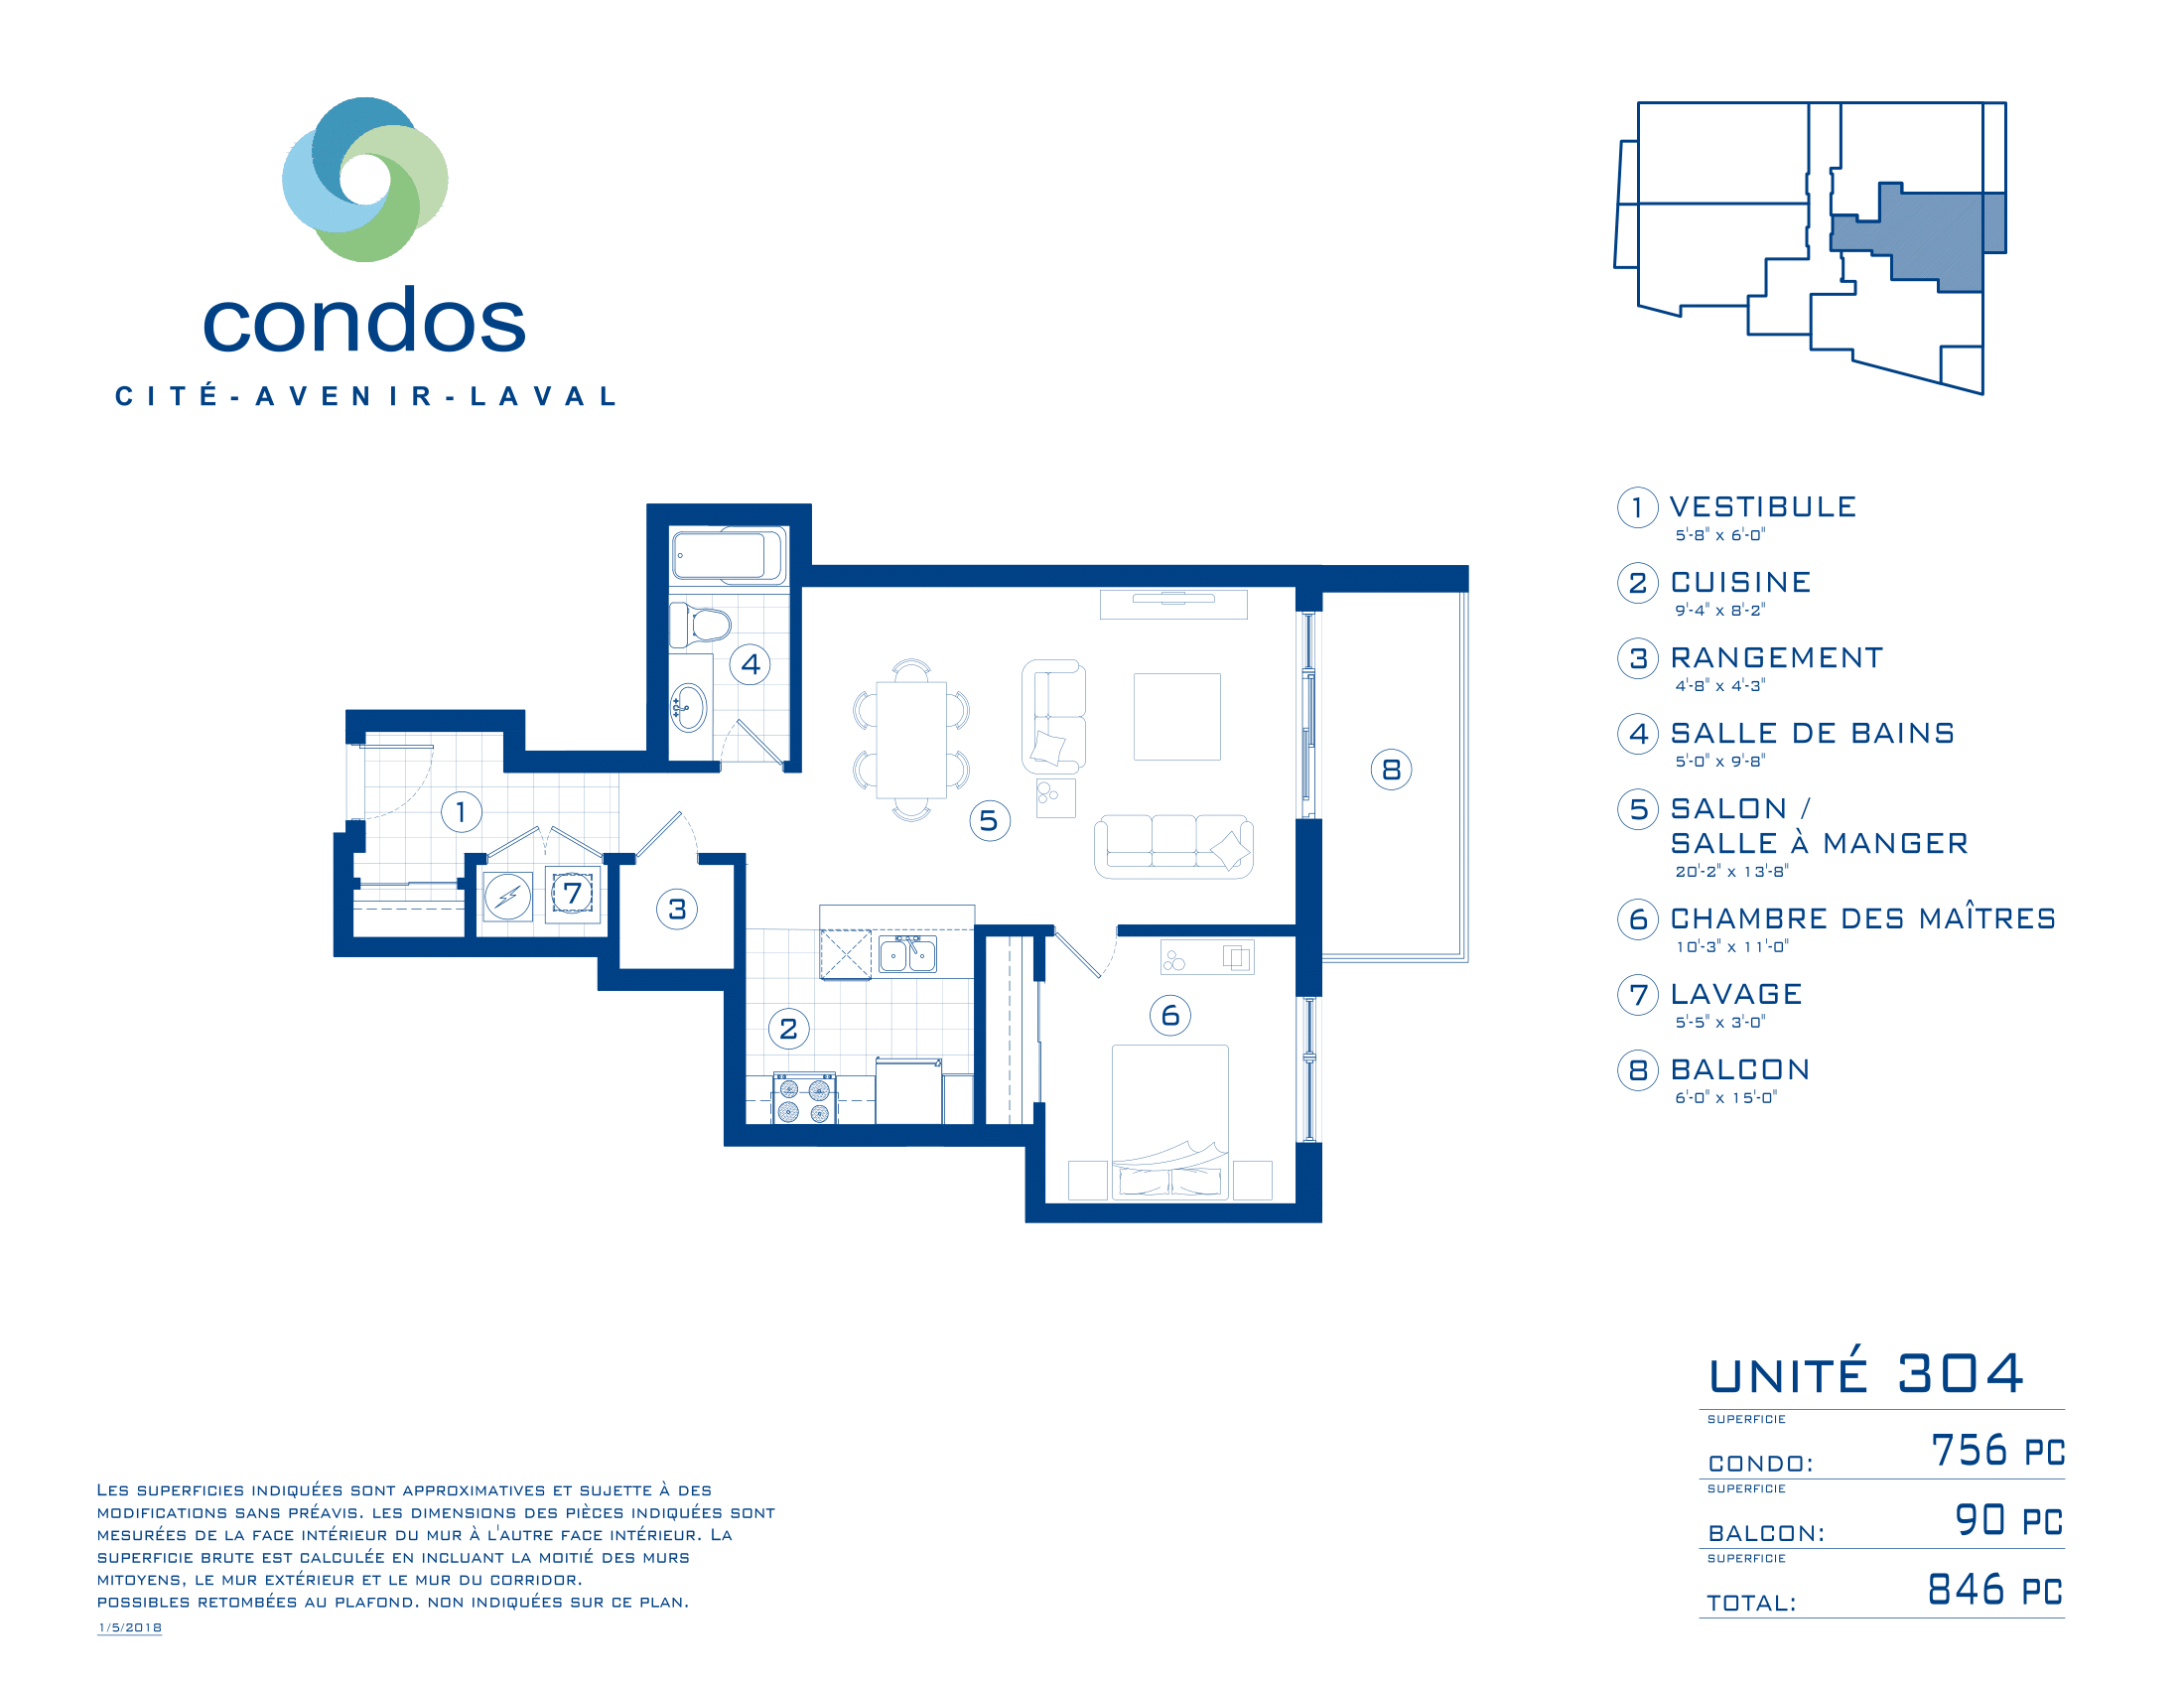 condos
CITÉ-AVENIR-LAVAL
1 VESTIBULE
5'-8" x 6'-0"
2 CUISINE
9'-4" x 8'-2"
3 RANGEMENT
4'-8" x 4'-3"
4 SALLE DE BAINS
5'-0" x 9'-8"
5 SALON /
SALLE À MANGER
20'-2" x 13'-8"
6 CHAMBRE DES MAÎTRES
10'-3" x 11'-0"
7 LAVAGE
5'-5" x 3'-0"
8 BALCON
6'-0" x 15'-0"
4
8
1
5
7
3
6
2
UNITÉ 304
SUPERFICIE
CONDO: 756 PC
SUPERFICIE
BALCON: 90 PC
SUPERFICIE
TOTAL: 846 PC
LES SUPERFICIES INDIQUÉES SONT APPROXIMATIVES ET SUJETTE À DES
MODIFICATIONS SANS PRÉAVIS. LES DIMENSIONS DES PIÈCES INDIQUÉES SONT
MESURÉES DE LA FACE INTÉRIEUR DU MUR À L'AUTRE FACE INTÉRIEUR. LA
SUPERFICIE BRUTE EST CALCULÉE EN INCLUANT LA MOITIÉ DES MURS
MITOYENS, LE MUR EXTÉRIEUR ET LE MUR DU CORRIDOR.
POSSIBLES RETOMBÉES AU PLAFOND. NON INDIQUÉES SUR CE PLAN.
1/5/2018